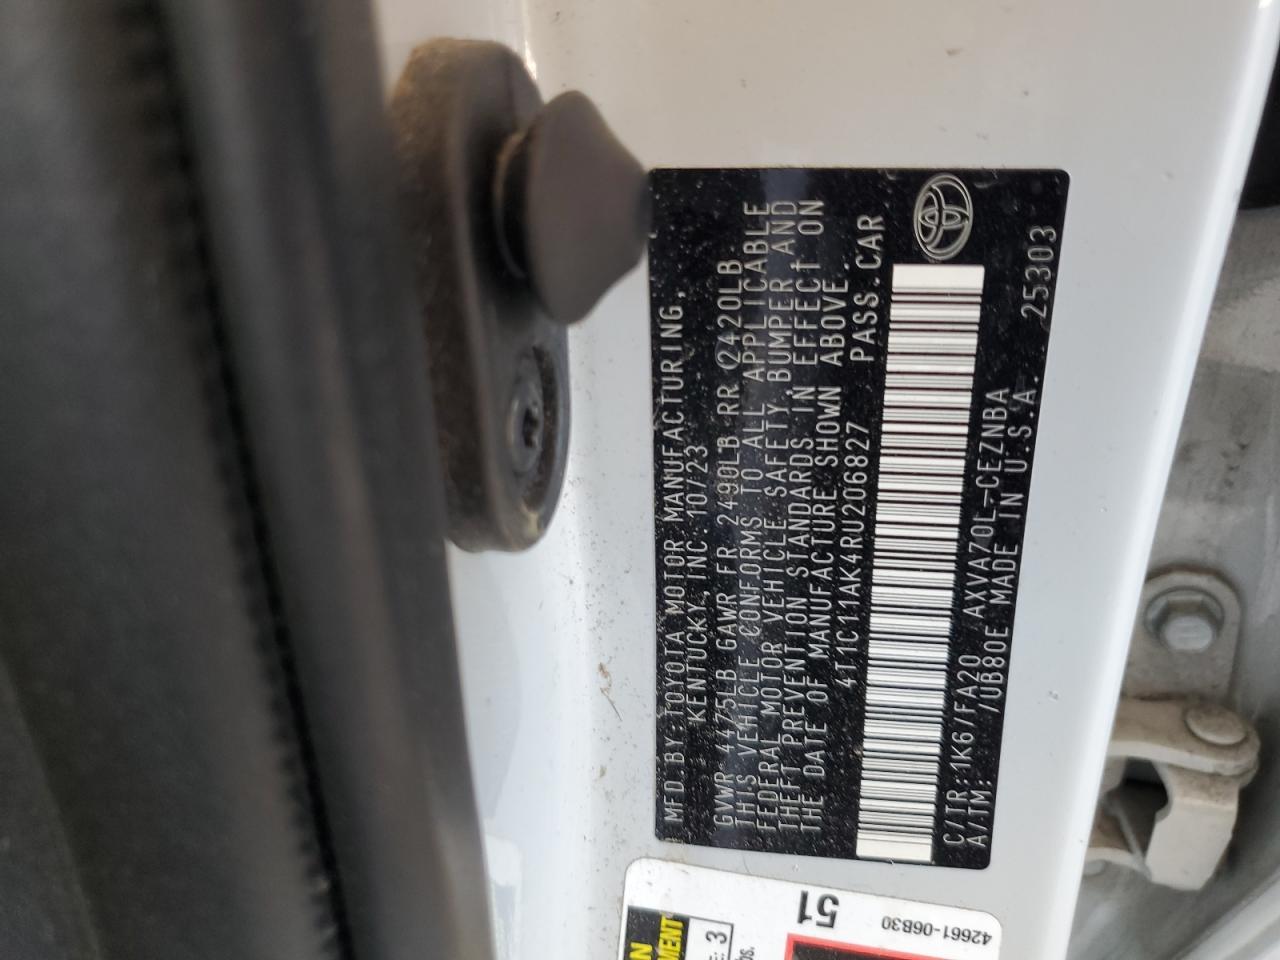 MFD.BY:TOYOTA MOTOR MANUFACTURING,
KENTUCKY,INC 10/23
GVWR 4475LB GAWR FR 2490LB RR 2420LB
THIS VEHICLE CONFORMS TO ALL APPLICABLE
FEDERAL MOTOR VEHICLE SAFETY,BUMPER AND
THEFT PREVENTION STANDARDS IN EFFECT ON
THE DATE OF MANUFACTURE SHOWN ABOVE.
4T1C11AK4RU206827 PASS.CAR
C/TR:1K6/FA20 AXVA70L-CEZNBA
A/TM: /UB80E MADE IN U.S.A. 25303
51
42661-06B30
3